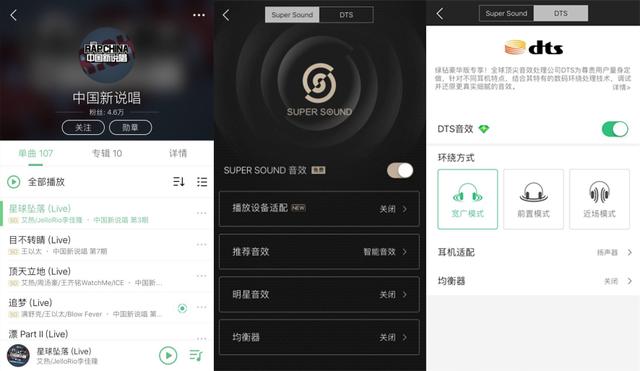 RAPCHINA
中国新说唱
中国新说唱
粉丝: 4.6万
关注
勋章
单曲 107
专辑 10
详情
全部播放
星球坠落 (Live)
SQ 艾热/JelloRio李佳隆 · 中国新说唱 第3期
目不转睛 (Live)
SQ 王以太 · 中国新说唱 第7期
顶天立地 (Live)
SQ 艾热/周汤豪/王齐铭WatchMe/ICE · 中国新...
追梦 (Live)
SQ 满舒克/王以太/Blow Fever · 中国新说唱 第...
漂 Part II (Live)
星球坠落 (Live)
艾热/JelloRio李佳隆
Super Sound
DTS
SUPER SOUND
SUPER SOUND 音效 免费
播放设备适配 NEW
关闭
推荐音效
智能音效
明星音效
关闭
均衡器
关闭
Super Sound
DTS
dts
绿钻豪华版专享！全球顶尖音效处理公司DTS为尊贵用户量身定
做，针对不同耳机特点，结合其特有的数码环绕处理技术，调试
并还原更真实细腻的音效。
详情>
DTS音效
环绕方式
宽广模式
前置模式
近场模式
耳机适配
扬声器
均衡器
关闭